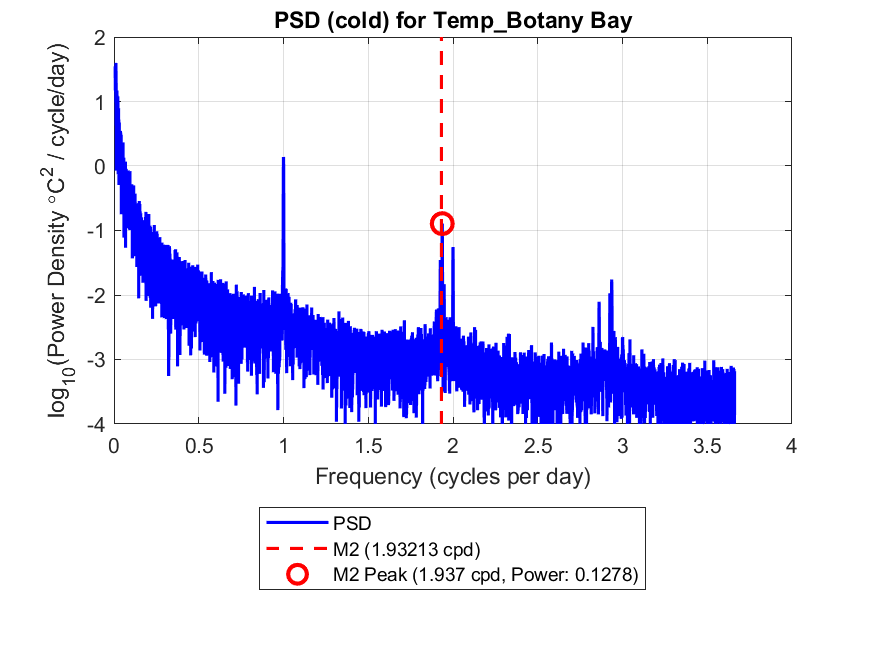 PSD (cold) for Temp_Botany Bay
log10(Power Density °C2 / cycle/day)
2
1
0
-1
-2
-3
-4
0 0.5 1 1.5 2 2.5 3 3.5 4
Frequency (cycles per day)
PSD
M2 (1.93213 cpd)
M2 Peak (1.937 cpd, Power: 0.1278)